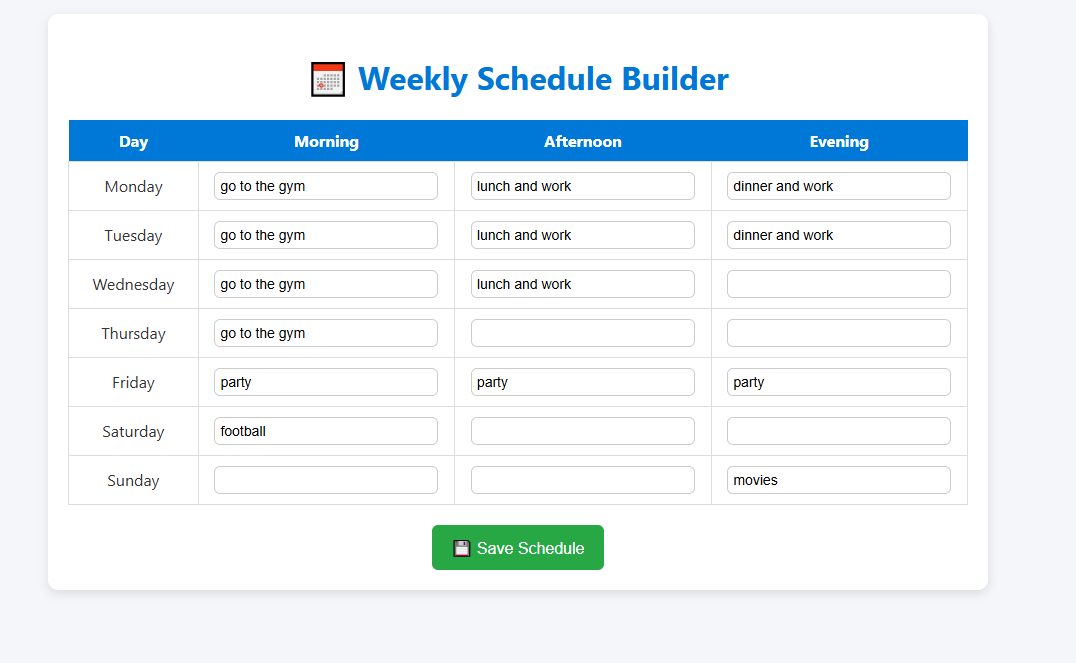 Weekly Schedule Builder
Day Morning Afternoon Evening
Monday go to the gym lunch and work dinner and work
Tuesday go to the gym lunch and work dinner and work
Wednesday go to the gym lunch and work
Thursday go to the gym
Friday party party party
Saturday football
Sunday movies
Save Schedule